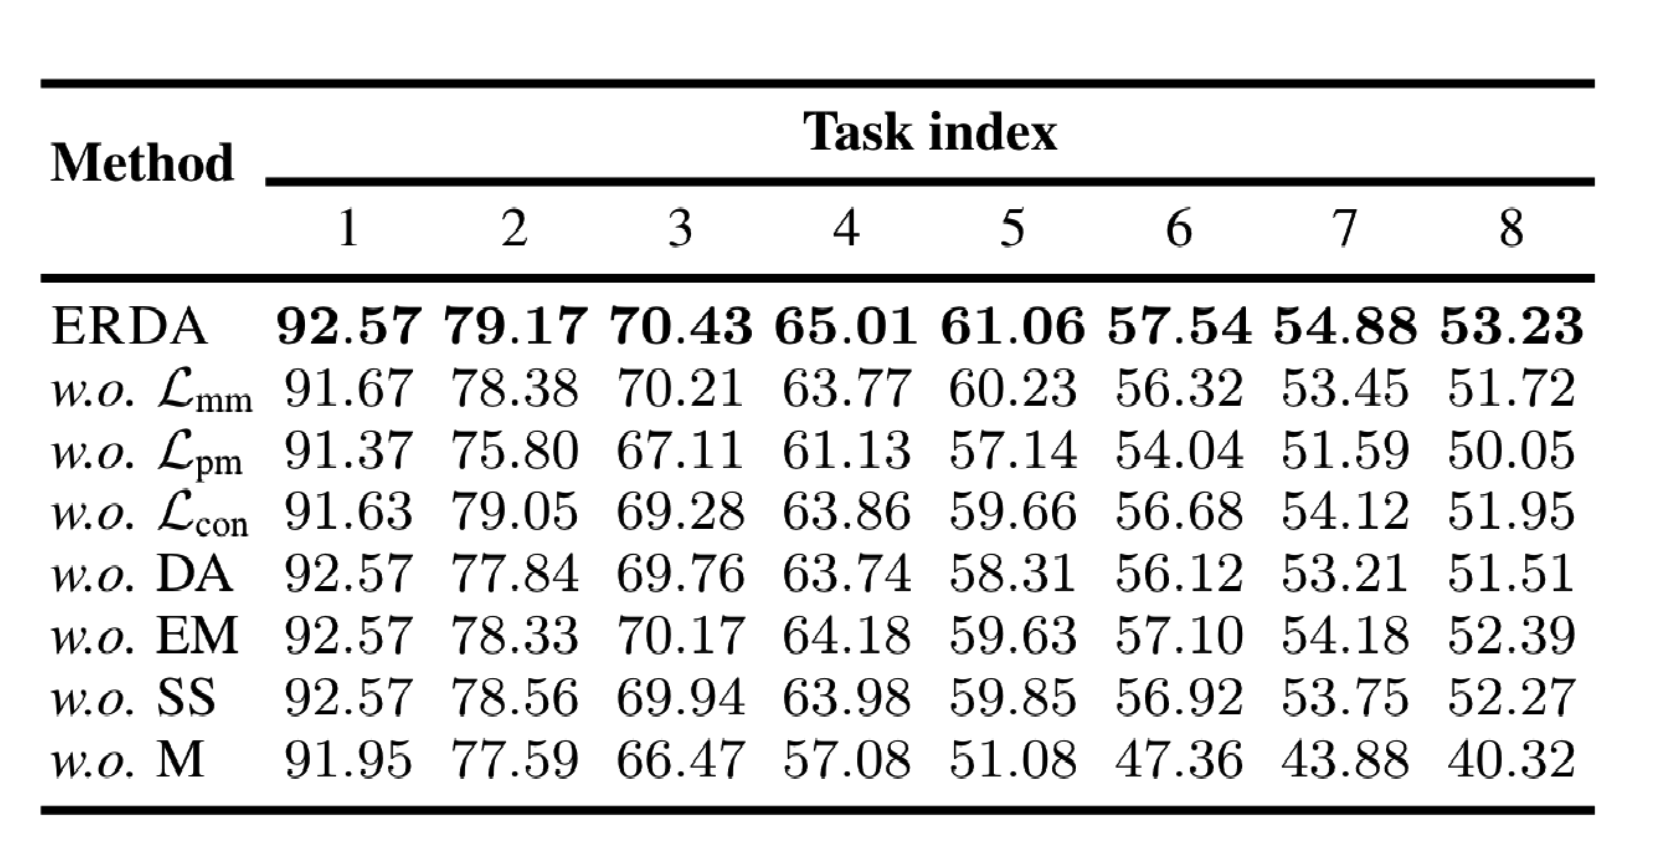 Method Task index
1 2 3 4 5 6 7 8
ERDA 92.57 79.17 70.43 65.01 61.06 57.54 54.88 53.23
w.o. ℒmm 91.67 78.38 70.21 63.77 60.23 56.32 53.45 51.72
w.o. ℒpm 91.37 75.80 67.11 61.13 57.14 54.04 51.59 50.05
w.o. ℒcon 91.63 79.05 69.28 63.86 59.66 56.68 54.12 51.95
w.o. DA 92.57 77.84 69.76 63.74 58.31 56.12 53.21 51.51
w.o. EM 92.57 78.33 70.17 64.18 59.63 57.10 54.18 52.39
w.o. SS 92.57 78.56 69.94 63.98 59.85 56.92 53.75 52.27
w.o. M 91.95 77.59 66.47 57.08 51.08 47.36 43.88 40.32